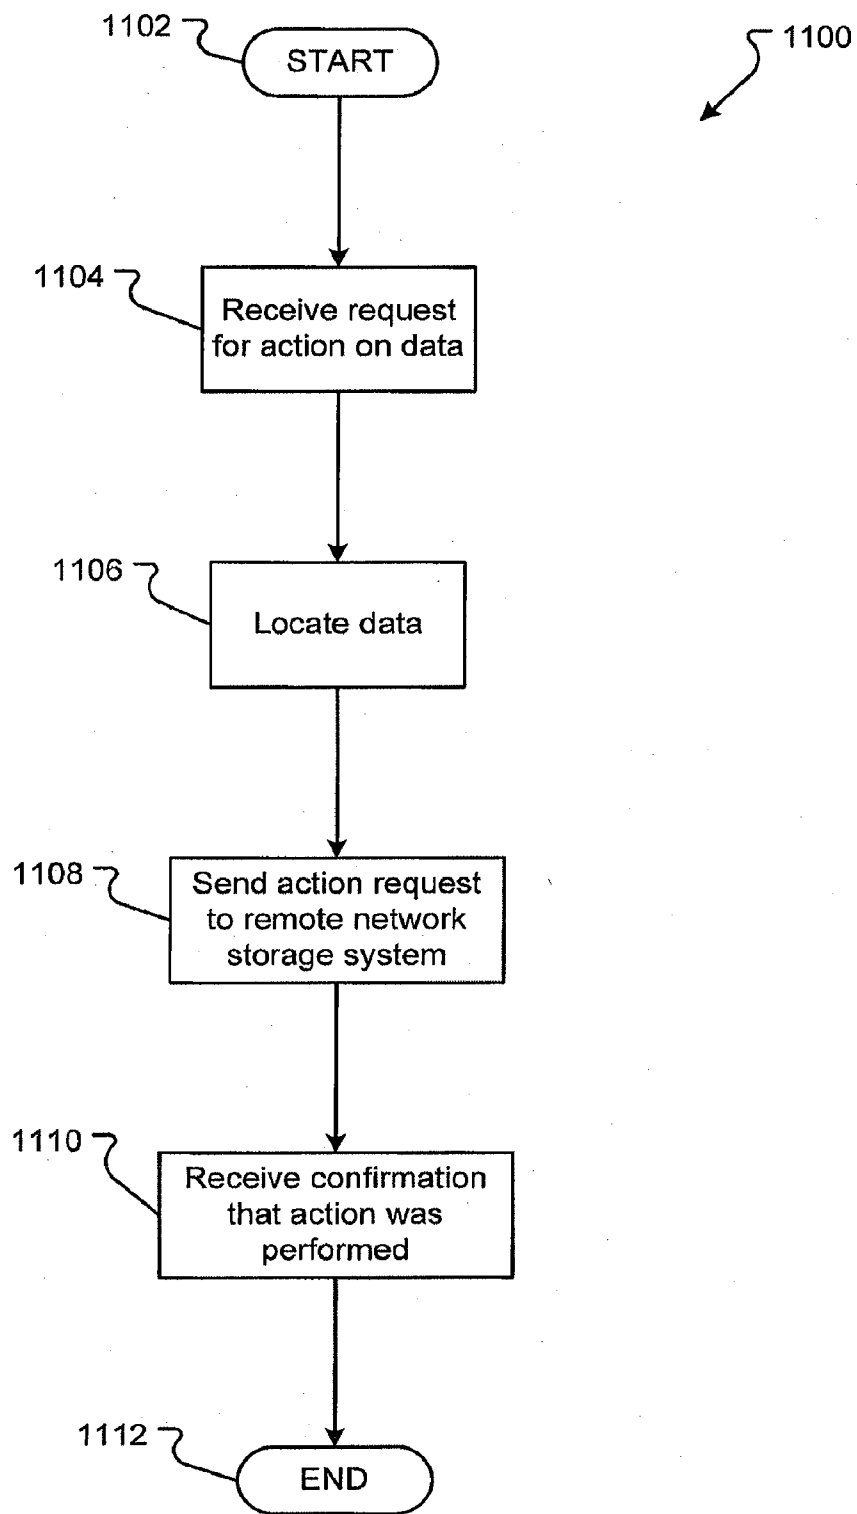 1102
START
1100
1104
Receive request
for action on data
1106
Locate data
1108
Send action request
to remote network
storage system
1110
Receive confirmation
that action was
performed
1112
END